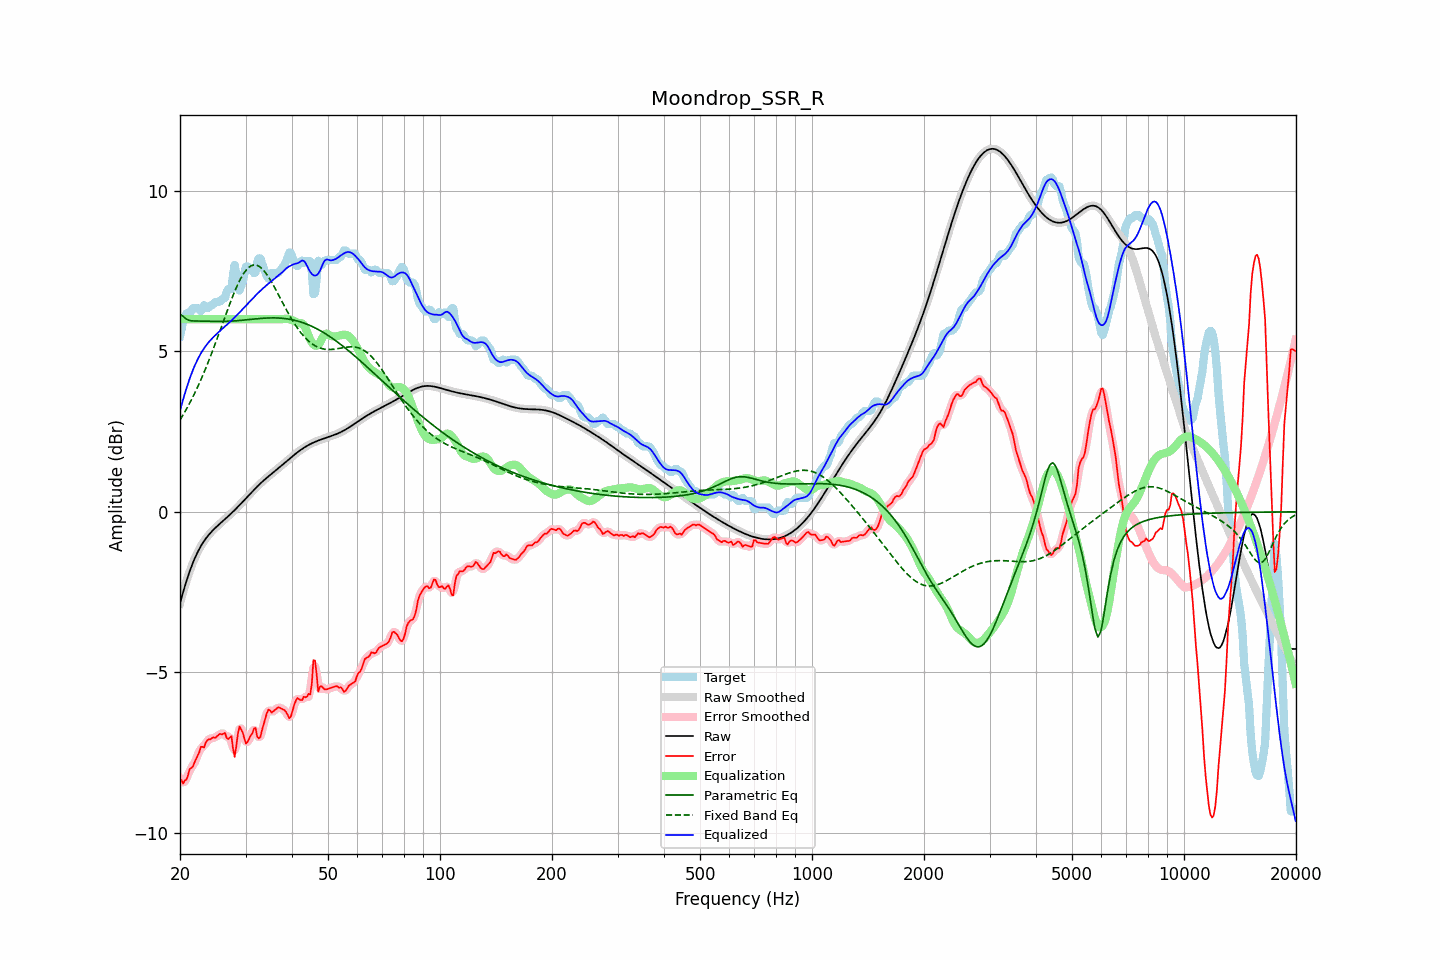 Moondrop_SSR_R
Amplitude (dBr)
10
5
0
−5
−10
Target
Raw Smoothed
Error Smoothed
Raw
Error
Equalization
Parametric Eq
Fixed Band Eq
Equalized
20 50 100 200 500 1000 2000 5000 10000 20000
Frequency (Hz)